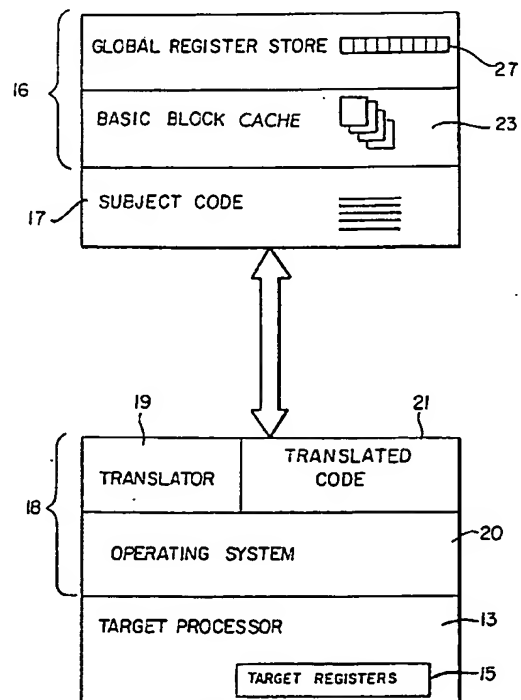 GLOBAL REGISTER STORE
27
16
BASIC BLOCK CACHE
23
17
SUBJECT CODE
19
21
TRANSLATOR
TRANSLATED
CODE
18
OPERATING SYSTEM
20
TARGET PROCESSOR
13
15
TARGET REGISTERS